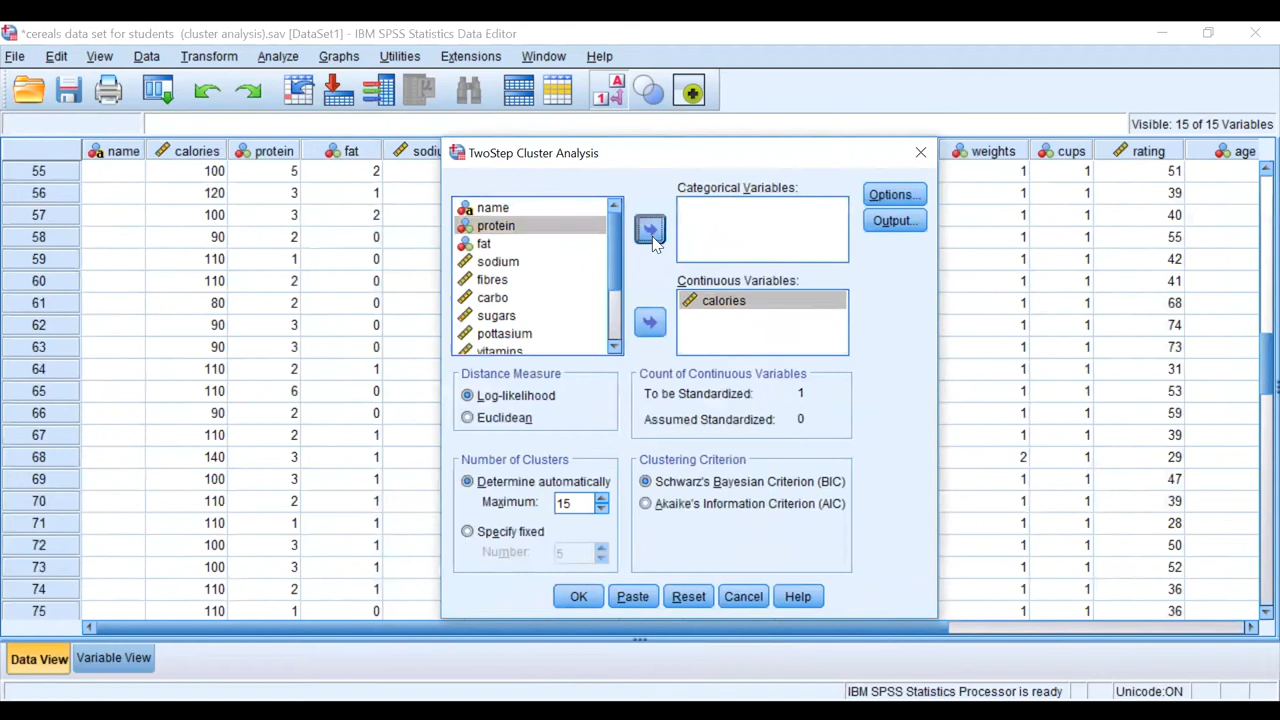 *cereals data set for students (cluster analysis).sav [DataSet1] - IBM SPSS Statistics Data Editor
File Edit View Data Transform Analyze Graphs Utilities Extensions Window Help
Visible: 15 of 15 Variables
name calories protein fat sodiu weights cups rating age
TwoStep Cluster Analysis
Categorical Variables:
Options...
Output...
name
protein
fat
sodium
fibres
carbo
sugars
pottasium
vitamins
Continuous Variables:
calories
Distance Measure
Log-likelihood
Euclidean
Count of Continuous Variables
To be Standardized: 1
Assumed Standardized: 0
Number of Clusters
Determine automatically
Maximum: 15
Specify fixed
Number: 5
Clustering Criterion
Schwarz's Bayesian Criterion (BIC)
Akaike's Information Criterion (AIC)
OK Paste Reset Cancel Help
55 100 5 2 1 1 51
56 120 3 1 1 1 39
57 100 3 2 1 1 40
58 90 2 0 1 1 55
59 110 1 0 1 1 42
60 110 2 0 1 1 41
61 80 2 0 1 1 68
62 90 3 0 1 1 74
63 90 3 0 1 1 73
64 110 2 1 1 1 31
65 110 6 0 1 1 53
66 90 2 0 1 1 59
67 110 2 1 1 1 39
68 140 3 1 2 1 29
69 100 3 1 1 1 47
70 110 2 1 1 1 39
71 110 1 1 1 1 28
72 100 3 1 1 1 50
73 100 3 1 1 1 52
74 110 2 1 1 1 36
75 110 1 0 1 1 36
Data View Variable View
IBM SPSS Statistics Processor is ready Unicode:ON